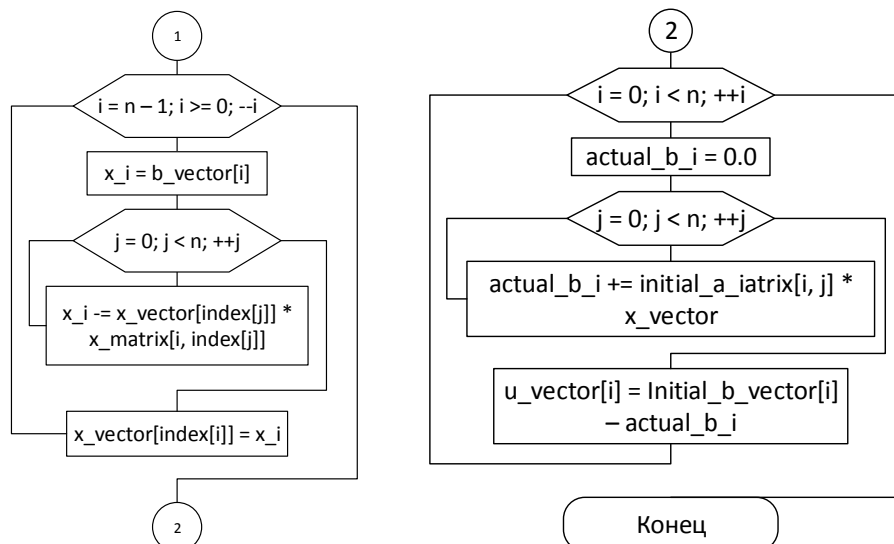 1
i = n – 1; i >= 0; --i
x_i = b_vector[i]
j = 0; j < n; ++j
x_i -= x_vector[index[j]] *
x_matrix[i, index[j]]
x_vector[index[i]] = x_i
2
2
i = 0; i < n; ++i
actual_b_i = 0.0
j = 0; j < n; ++j
actual_b_i += initial_a_iatrix[i, j] *
x_vector
u_vector[i] = Initial_b_vector[i]
– actual_b_i
Конец